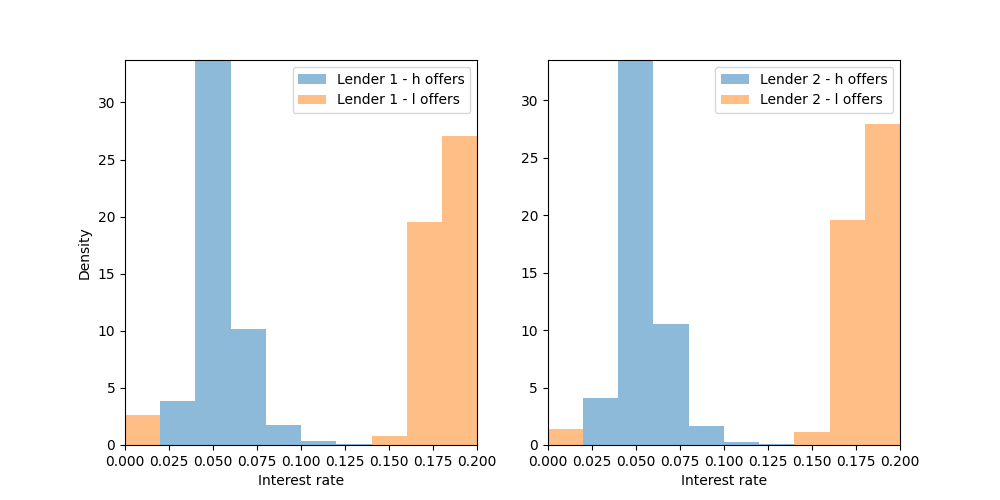 Lender 1 - h offers
Lender 1 - l offers
Density
30
25
20
15
10
5
0
0.000 0.025 0.050 0.075 0.100 0.125 0.150 0.175 0.200
Interest rate
Lender 2 - h offers
Lender 2 - l offers
30
25
20
15
10
5
0
0.000 0.025 0.050 0.075 0.100 0.125 0.150 0.175 0.200
Interest rate